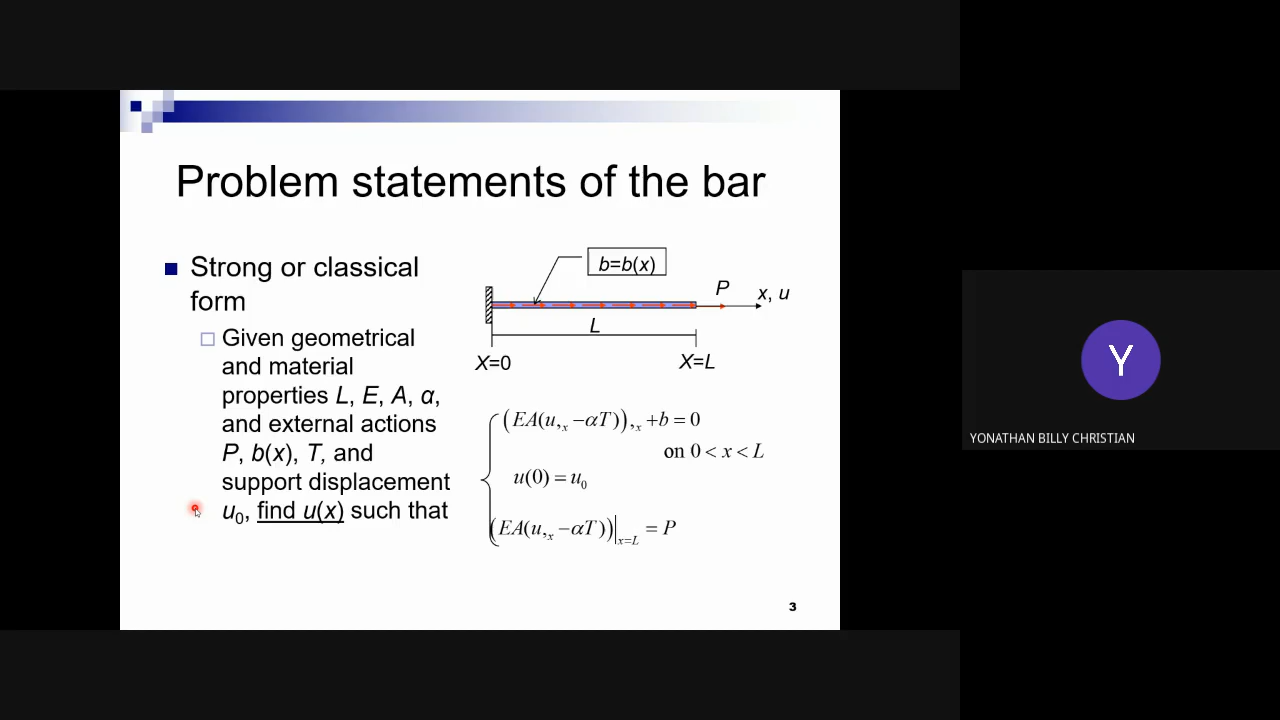 Problem statements of the bar
Strong or classical
form
Given geometrical
and material
properties L, E, A, α,
and external actions
P, b(x), T, and
support displacement
u₀, find u(x) such that
b=b(x)
P
x, u
L
X=0
X=L
(EA(u,ₓ −αT)),ₓ +b = 0
on 0 < x < L
u(0) = u₀
(EA(u,ₓ −αT))|ₓ₌L = P
3
Y
YONATHAN BILLY CHRISTIAN